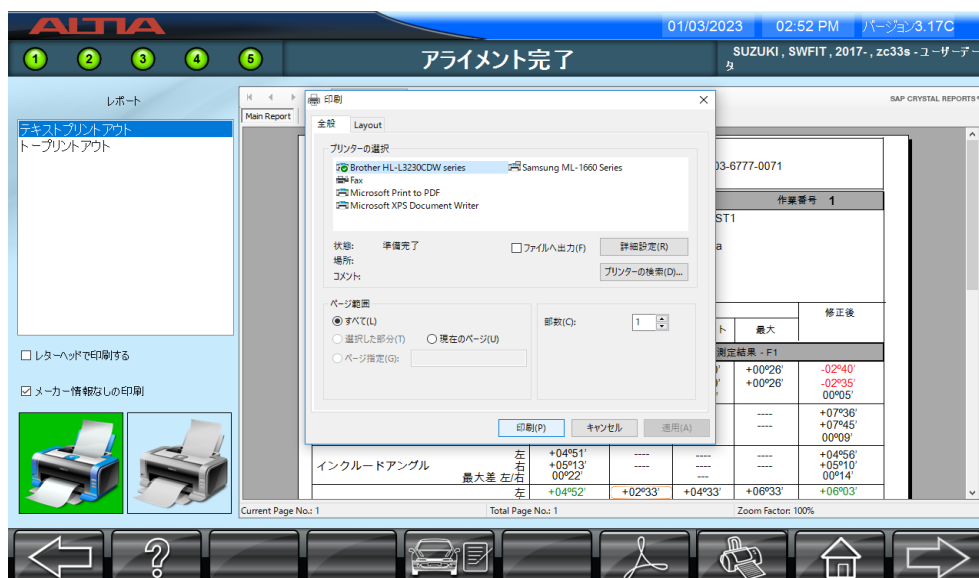 ALTIA
01/03/2023 02:52 PM バージョン3.17C
1 2 3 4 5
アライメント完了
SUZUKI , SWFIT , 2017- , zc33s - ユーザーデータ
レポート
テキストプリントアウト
トープリントアウト
レターヘッドで印刷する
メーカー情報なしの印刷
Main Report
SAP CRYSTAL REPORTS®
印刷
全般 Layout
プリンターの選択
Brother HL-L3230CDW series
Samsung ML-1660 Series
Fax
Microsoft Print to PDF
Microsoft XPS Document Writer
状態: 準備完了
場所:
コメント:
ファイルへ出力(F)
詳細設定(R)
プリンターの検索(D)...
ページ範囲
すべて(L)
選択した部分(T) 現在のページ(U)
ページ指定(G):
部数(C): 1
印刷(P) キャンセル 適用(A)
03-6777-0071
作業番号 1
ST1
a
修正後
ト 最大
測定結果 - F1
+00º26' -02º40'
+00º26' -02º35'
00º05'
---- +07º36'
---- +07º45'
00º09'
インクルードアングル
左 +04º51' ---- ---- ---- +04º56'
右 +05º13' ---- ---- ---- +05º10'
最大差 左/右 00º22' --- 00º14'
左 +04º52' +02º33' +04º33' +06º33' +06º03'
Current Page No.: 1
Total Page No.: 1
Zoom Factor: 100%